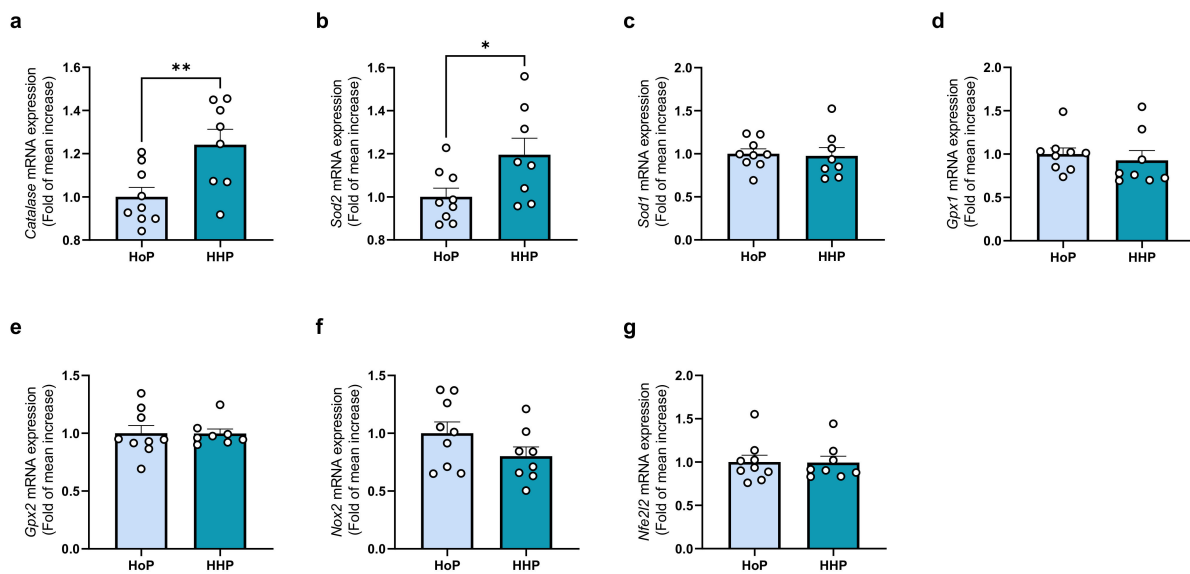 a
Catalase mRNA expression
(Fold of mean increase)
1.6
1.4
1.2
1.0
0.8
**
HoP
HHP
b
Sod2 mRNA expression
(Fold of mean increase)
1.6
1.4
1.2
1.0
0.8
*
HoP
HHP
c
Sod1 mRNA expression
(Fold of mean increase)
2.0
1.5
1.0
0.5
0.0
HoP
HHP
d
Gpx1 mRNA expression
(Fold of mean increase)
2.0
1.5
1.0
0.5
0.0
HoP
HHP
e
Gpx2 mRNA expression
(Fold of mean increase)
1.5
1.0
0.5
0.0
HoP
HHP
f
Nox2 mRNA expression
(Fold of mean increase)
1.5
1.0
0.5
0.0
HoP
HHP
g
Nfe2l2 mRNA expression
(Fold of mean increase)
2.0
1.5
1.0
0.5
0.0
HoP
HHP